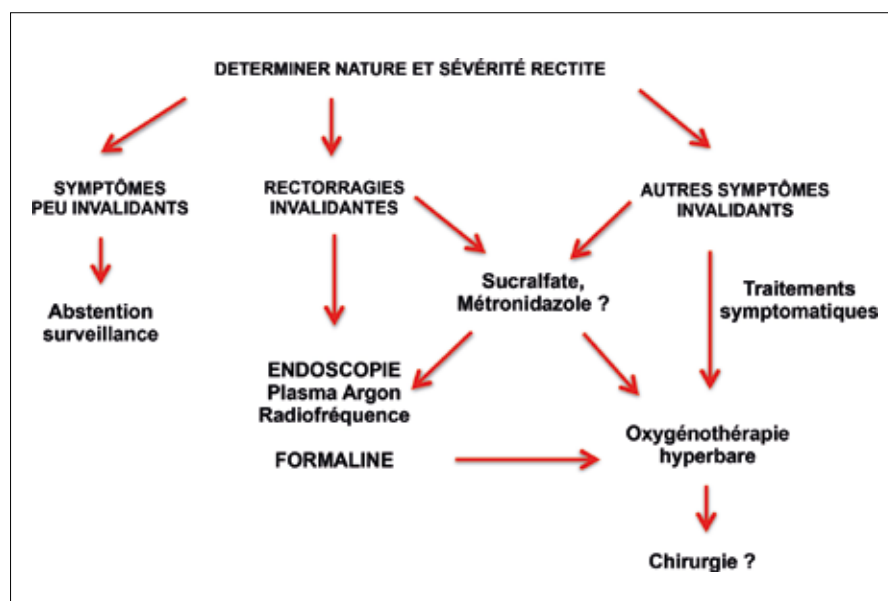 DETERMINER NATURE ET SÉVÉRITÉ RECTITE
SYMPTÔMES
PEU INVALIDANTS
RECTORRAGIES
INVALIDANTES
AUTRES SYMPTÔMES
INVALIDANTS
Abstention
surveillance
Sucralfate,
Métronidazole ?
Traitements
symptomatiques
ENDOSCOPIE
Plasma Argon
Radiofréquence
FORMALINE
Oxygénothérapie
hyperbare
Chirurgie ?